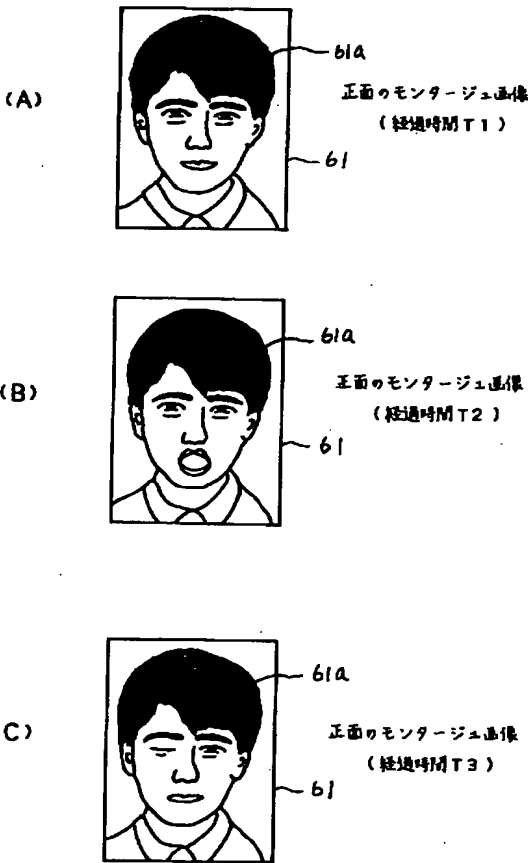 (A)
61a
正面のモンタージュ画像
(経過時間T1)
61
(B)
61a
正面のモンタージュ画像
(経過時間T2)
61
C)
61a
正面のモンタージュ画像
(経過時間T3)
61